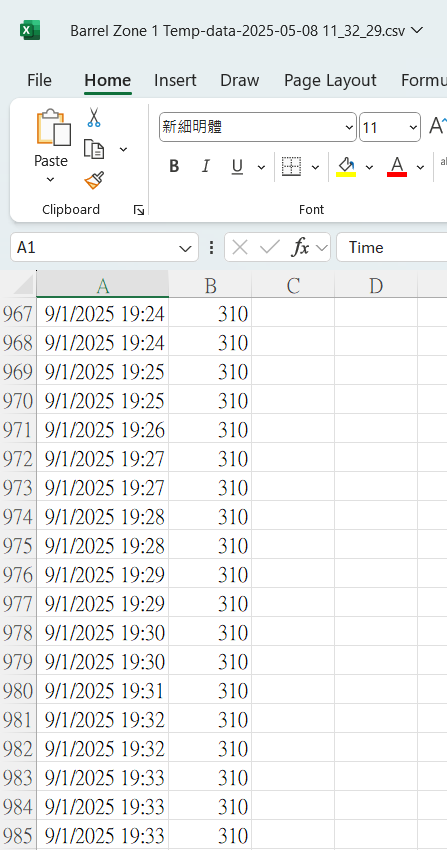 Barrel Zone 1 Temp-data-2025-05-08 11_32_29.csv
File Home Insert Draw Page Layout Formu
Paste
新細明體 11 A
B I U A ab
Clipboard Font
A1 fx Time
A B C D
967 9/1/2025 19:24 310
968 9/1/2025 19:24 310
969 9/1/2025 19:25 310
970 9/1/2025 19:25 310
971 9/1/2025 19:26 310
972 9/1/2025 19:27 310
973 9/1/2025 19:27 310
974 9/1/2025 19:28 310
975 9/1/2025 19:28 310
976 9/1/2025 19:29 310
977 9/1/2025 19:29 310
978 9/1/2025 19:30 310
979 9/1/2025 19:30 310
980 9/1/2025 19:31 310
981 9/1/2025 19:32 310
982 9/1/2025 19:32 310
983 9/1/2025 19:33 310
984 9/1/2025 19:33 310
985 9/1/2025 19:33 310